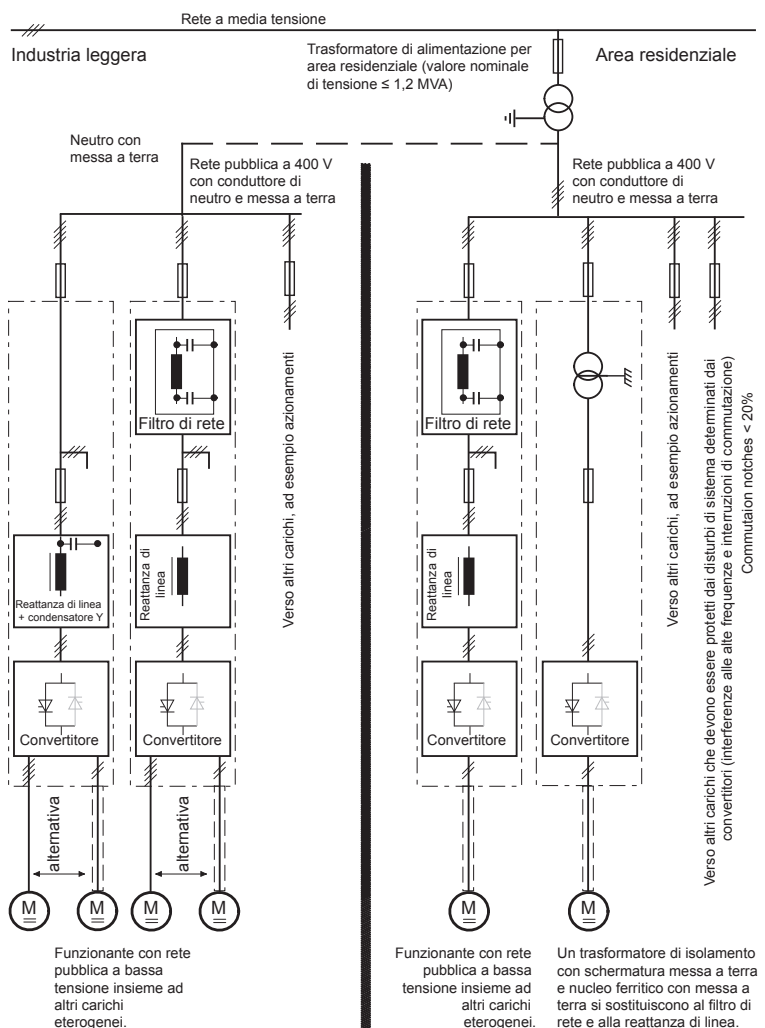 Rete a media tensione
Industria leggera
Trasformatore di alimentazione per
area residenziale (valore nominale
di tensione ≤ 1,2 MVA)
Area residenziale
Neutro con
messa a terra
Rete pubblica a 400 V
con conduttore di
neutro e messa a terra
Rete pubblica a 400 V
con conduttore di
neutro e messa a terra
Filtro di rete
Reattanza di linea
+ condensatore Y
Reattanza di
linea
Convertitore
Convertitore
alternativa
alternativa
M
M
M
M
Verso altri carichi, ad esempio azionamenti
Funzionante con rete
pubblica a bassa
tensione insieme ad
altri carichi
eterogenei.
Filtro di rete
Reattanza di
linea
Convertitore
Convertitore
M
M
Verso altri carichi, ad esempio azionamenti
Verso altri carichi che devono essere protetti dai disturbi di sistema determinati dai
convertitori (interferenze alle alte frequenze e interruzioni di commutazione)
Commutaion notches < 20%
Funzionante con rete
pubblica a bassa
tensione insieme ad
altri carichi
eterogenei.
Un trasformatore di isolamento
con schermatura messa a terra
e nucleo ferritico con messa a
terra si sostituiscono al filtro di
rete e alla reattanza di linea.